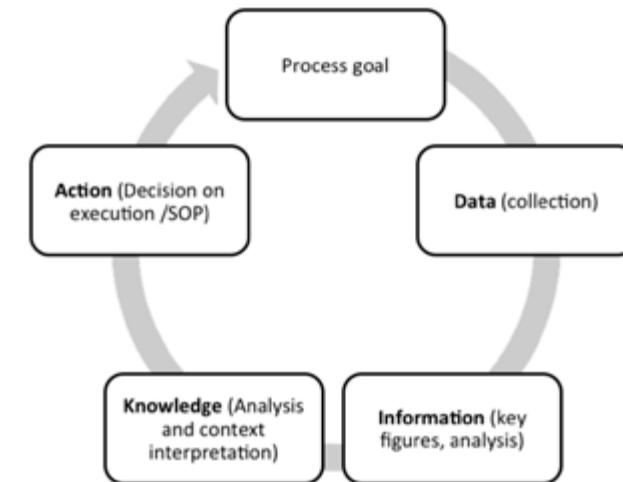 Process goal
Data (collection)
Information (key
figures, analysis)
Knowledge (Analysis
and context
interpretation)
Action (Decision on
execution /SOP)